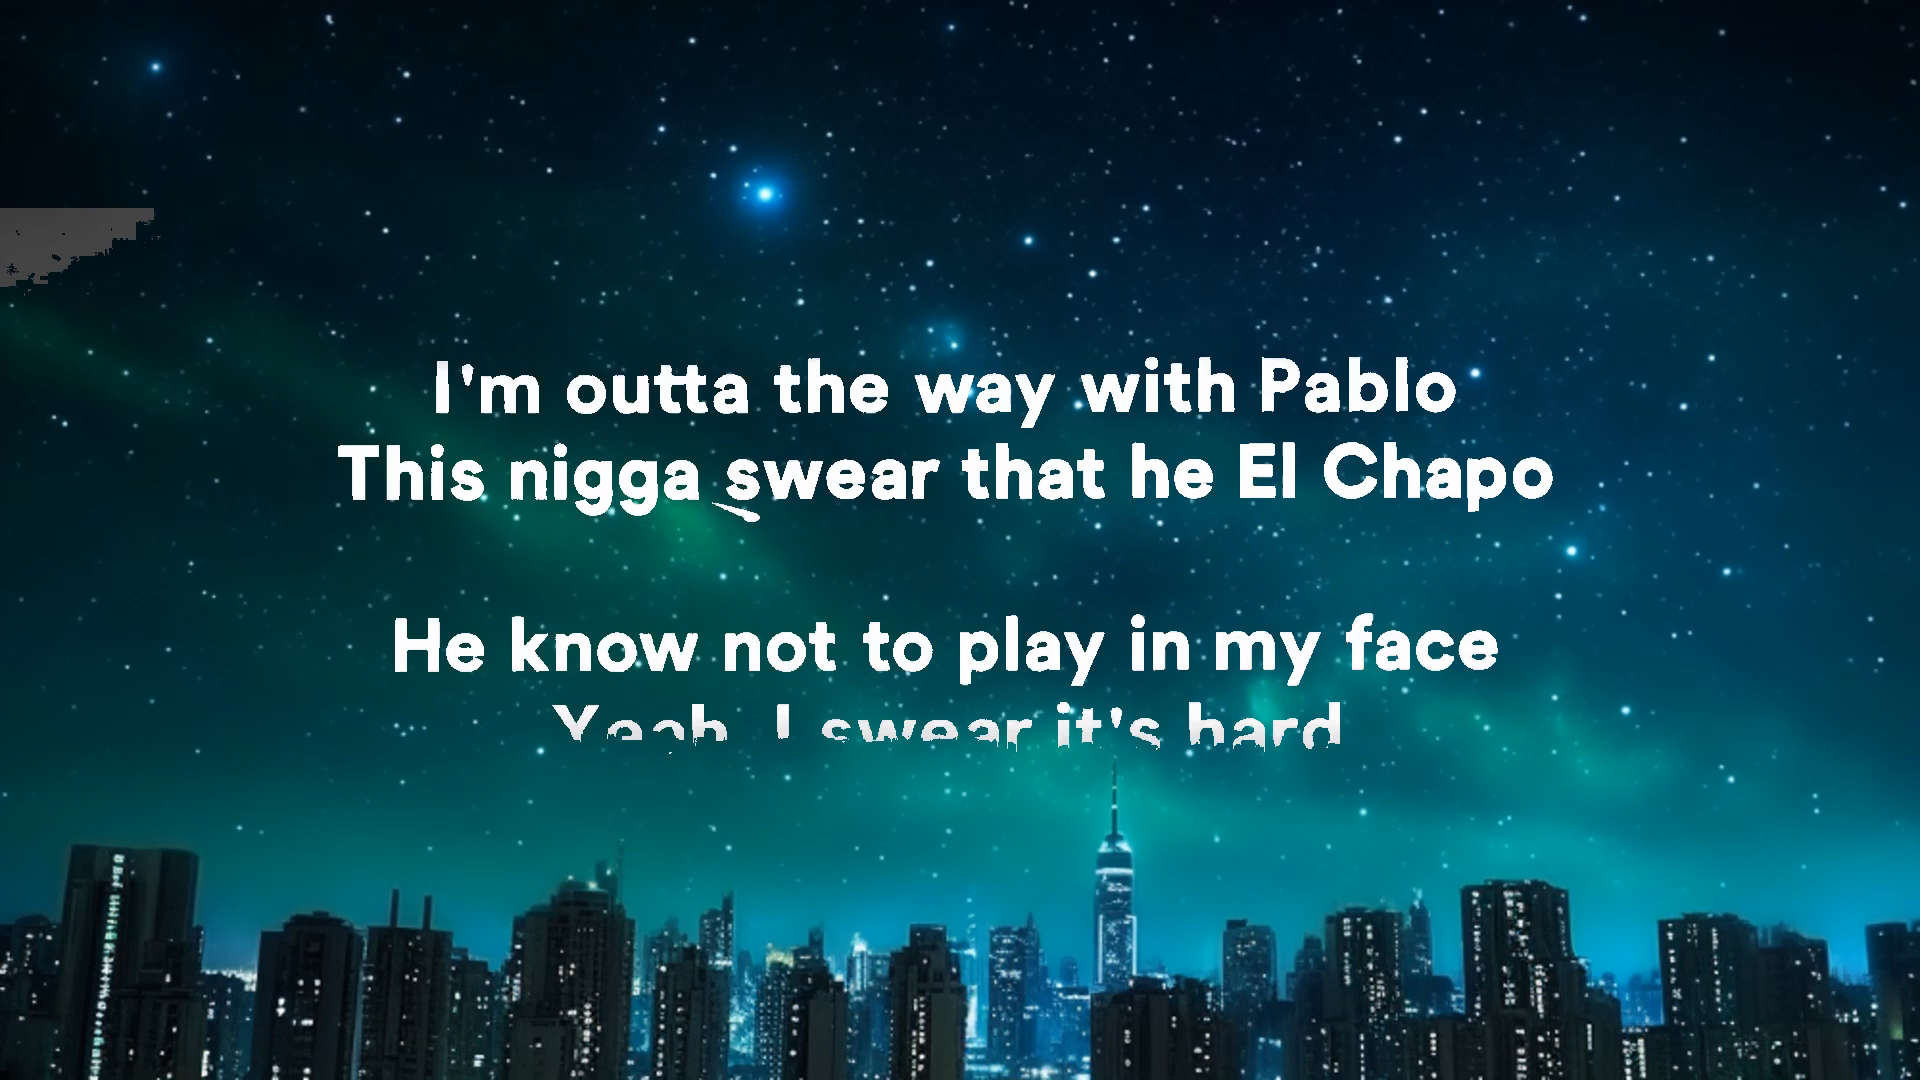 I'm outta the way with Pablo
This nigga swear that he El Chapo
He know not to play in my face
Yeah, I swear it's hard